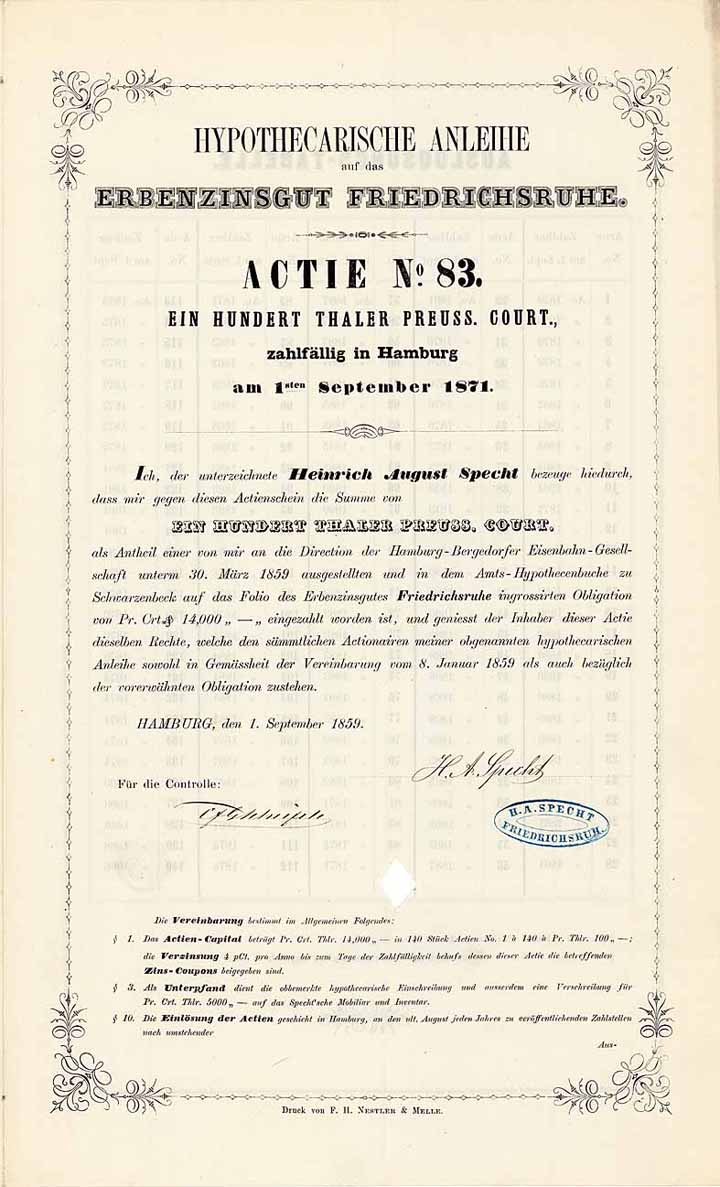 HYPOTHECARISCHE ANLEIHE
auf das
ERBENZINSGUT FRIEDRICHSRUHE.
ACTIE No. 83.
EIN HUNDERT THALER PREUSS. COURT.,
zahlfällig in Hamburg
am 1sten September 1871.
Ich, der unterzeichnete Heinrich August Specht bezeuge hiedurch,
dass mir gegen diesen Actienschein die Summe von
EIN HUNDERT THALER PREUSS. COURT.
als Antheil einer von mir an die Direction der Hamburg-Bergedorfer Eisenbahn-Gesell-
schaft unterm 30. März 1859 ausgestellten und in dem Amts-Hypothecenbuche zu
Schwarzenbeck auf das Folio des Erbenzinsgutes Friedrichsruhe ingrossirten Obligation
von Pr. Crt. 14,000 „ — „ eingezahlt worden ist, und geniesst der Inhaber dieser Actie
dieselben Rechte, welche den sämmtlichen Actionairen meiner obgenannten hypothecarischen
Anleihe sowohl in Gemässheit der Vereinbarung vom 8. Januar 1859 als auch bezüglich
der vorerwähnten Obligation zustehen.
HAMBURG, den 1. September 1859.
H. A. Specht
Für die Controlle:
H. A. SPECHT
FRIEDRICHSRUH.
Die Vereinbarung bestimmt im Allgemeinen Folgendes:
§ 1. Das Actien-Capital beträgt Pr. Crt. Thlr. 14,000 „ — in 140 Stück Actien No. 1 à 140 à Pr. Thlr. 100 „ —;
die Verzinsung 4 pCt. pro Anno bis zum Tage der Zahlfälligkeit behufs dessen dieser Actie die betreffenden
Zins-Coupons beigegeben sind.
§ 3. Als Unterpfand dient die obbemerkte hypothecarische Einschreibung und ausserdem eine Verschreibung für
Pr. Crt. Thlr. 5000 „ — auf das Specht'sche Mobiliar und Inventar.
§ 10. Die Einlösung der Actien geschieht in Hamburg, an den ult. August jeden Jahres zu veröffentlichenden Zahlstellen
nach umstehender
Aus-
Druck von F. H. NESTLER & MELLE.